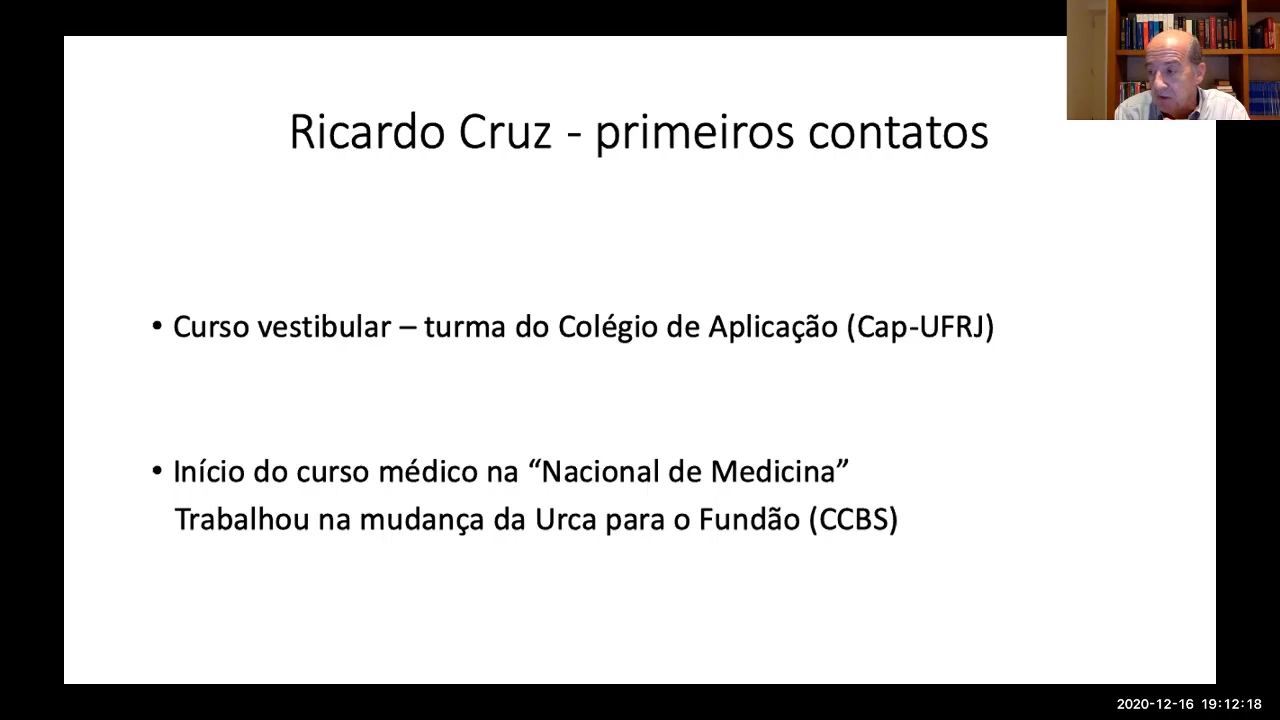 Ricardo Cruz - primeiros contatos
• Curso vestibular – turma do Colégio de Aplicação (Cap-UFRJ)
• Início do curso médico na “Nacional de Medicina”
Trabalhou na mudança da Urca para o Fundão (CCBS)
2020-12-16 19:12:18